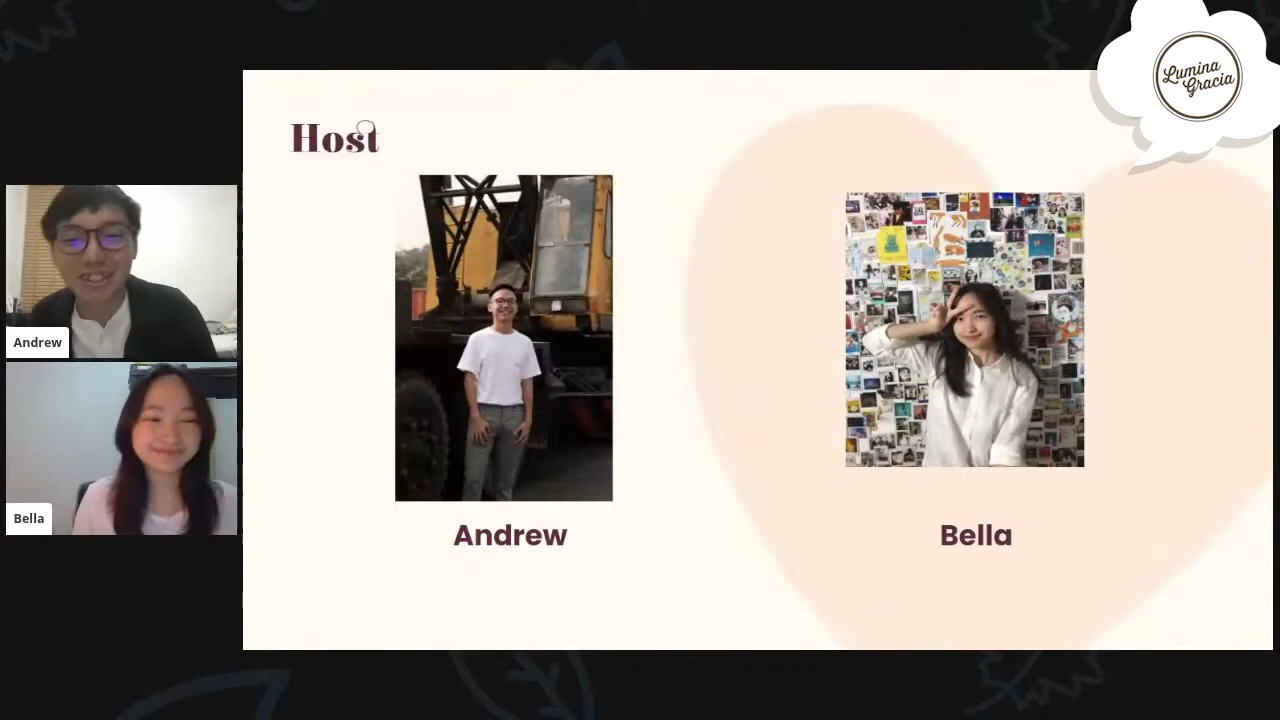 Lumina
Gracia
Host
Andrew
Bella
Andrew
Bella